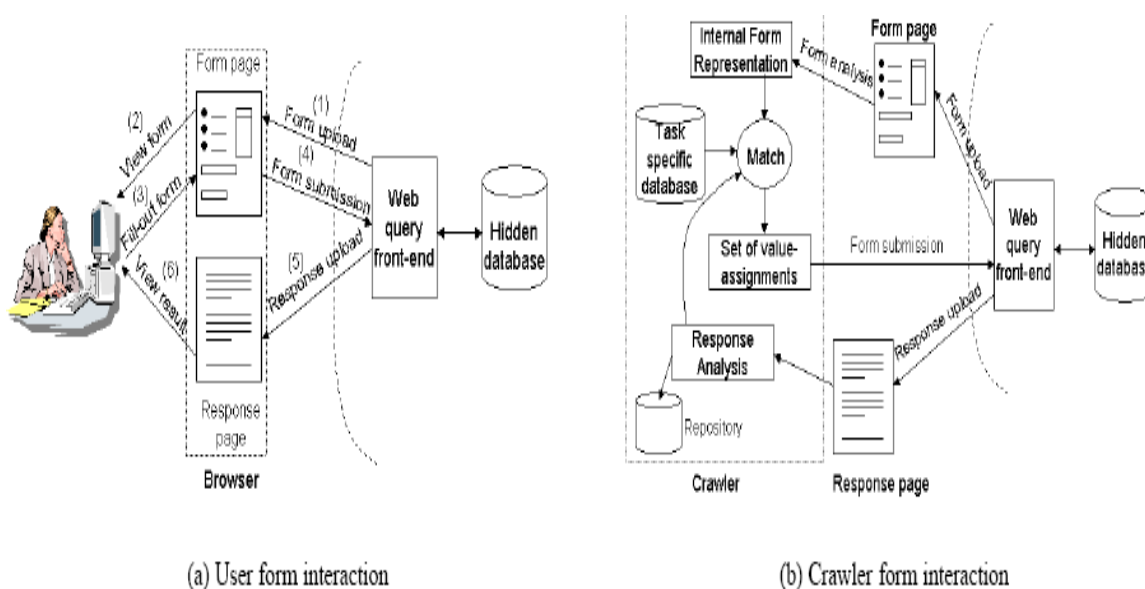 Form page
(1)
Form upload
(2)
View form
(4)
Form submission
(3)
Fill-out form
Web
query
front-end
Hidden
database
(5)
Response upload
(6)
View result
Response
page
Browser
(a) User form interaction
Form page
Internal Form
Representation
Form analysis
Form upload
Task
specific
database
Match
Web
query
front-end
Hidden
databas
Set of value-
assignments
Form submission
Response upload
Response
Analysis
Repository
Crawler
Response page
(b) Crawler form interaction